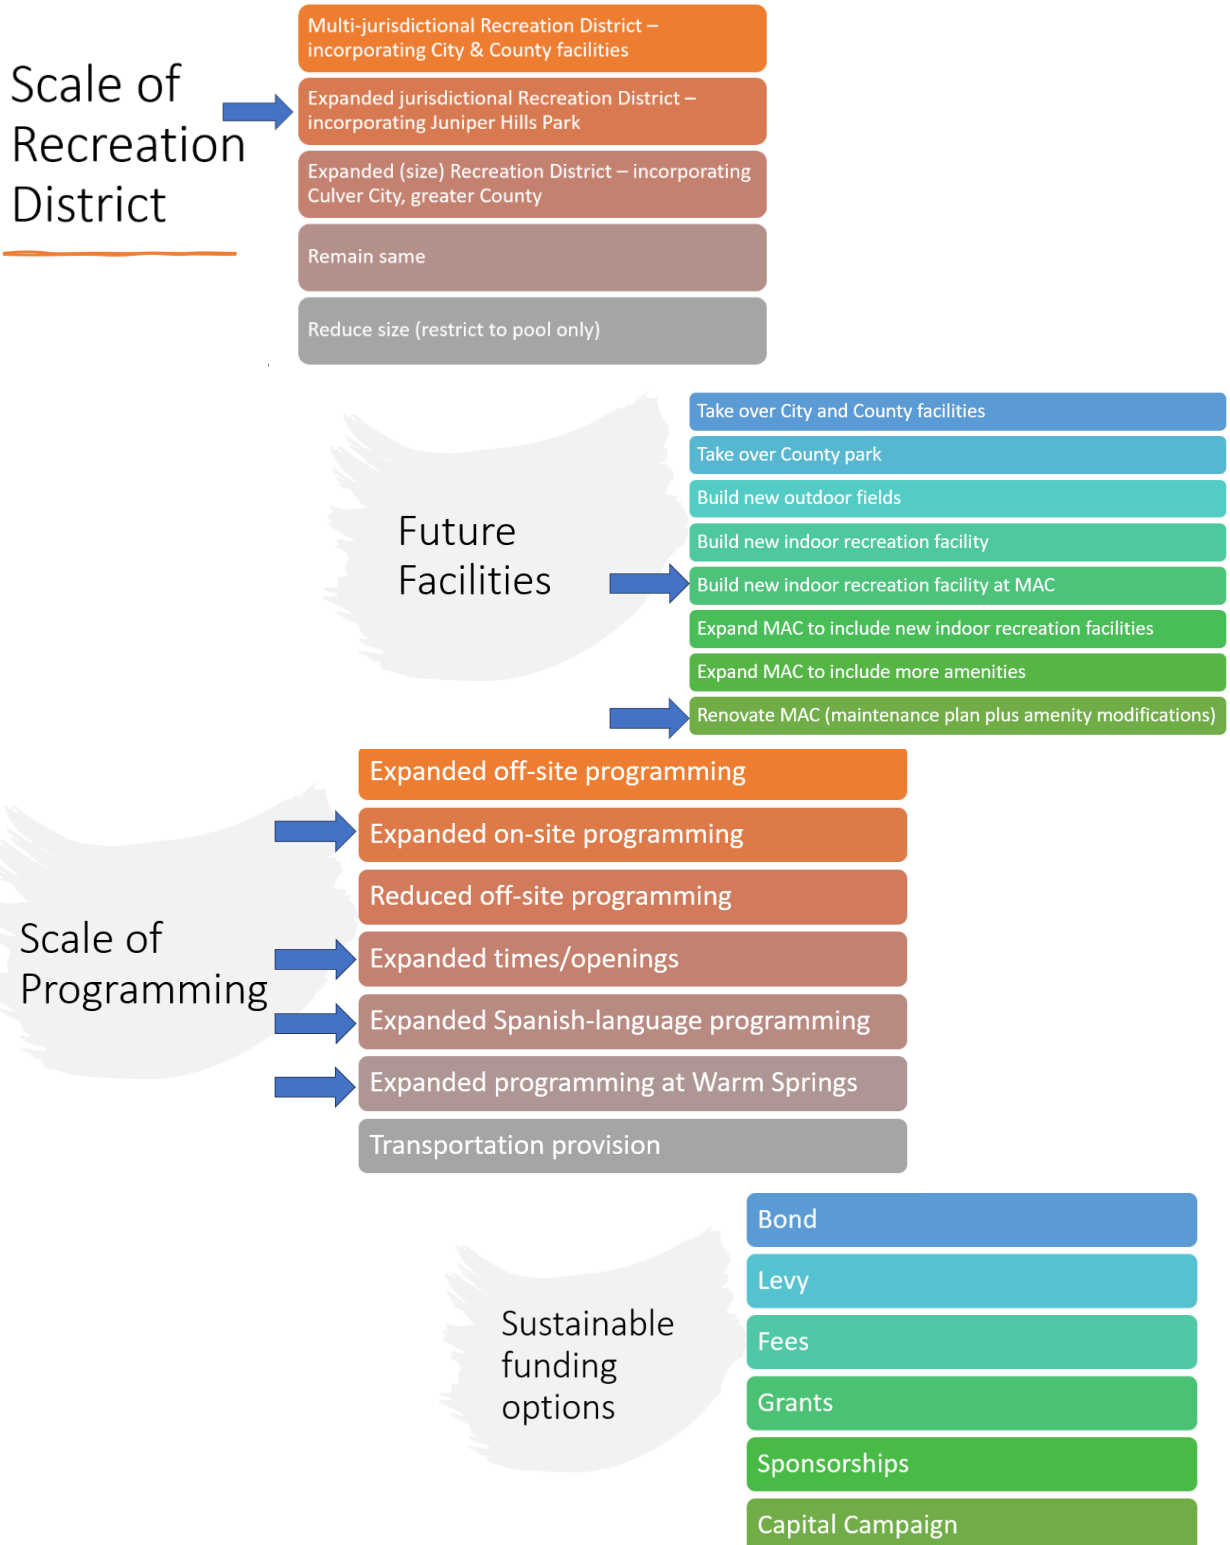 Scale of
Recreation
District
Multi-jurisdictional Recreation District –
incorporating City & County facilities
Expanded jurisdictional Recreation District –
incorporating Juniper Hills Park
Expanded (size) Recreation District – incorporating
Culver City, greater County
Remain same
Reduce size (restrict to pool only)
Future
Facilities
Take over City and County facilities
Take over County park
Build new outdoor fields
Build new indoor recreation facility
Build new indoor recreation facility at MAC
Expand MAC to include new indoor recreation facilities
Expand MAC to include more amenities
Renovate MAC (maintenance plan plus amenity modifications)
Scale of
Programming
Expanded off-site programming
Expanded on-site programming
Reduced off-site programming
Expanded times/openings
Expanded Spanish-language programming
Expanded programming at Warm Springs
Transportation provision
Sustainable
funding
options
Bond
Levy
Fees
Grants
Sponsorships
Capital Campaign